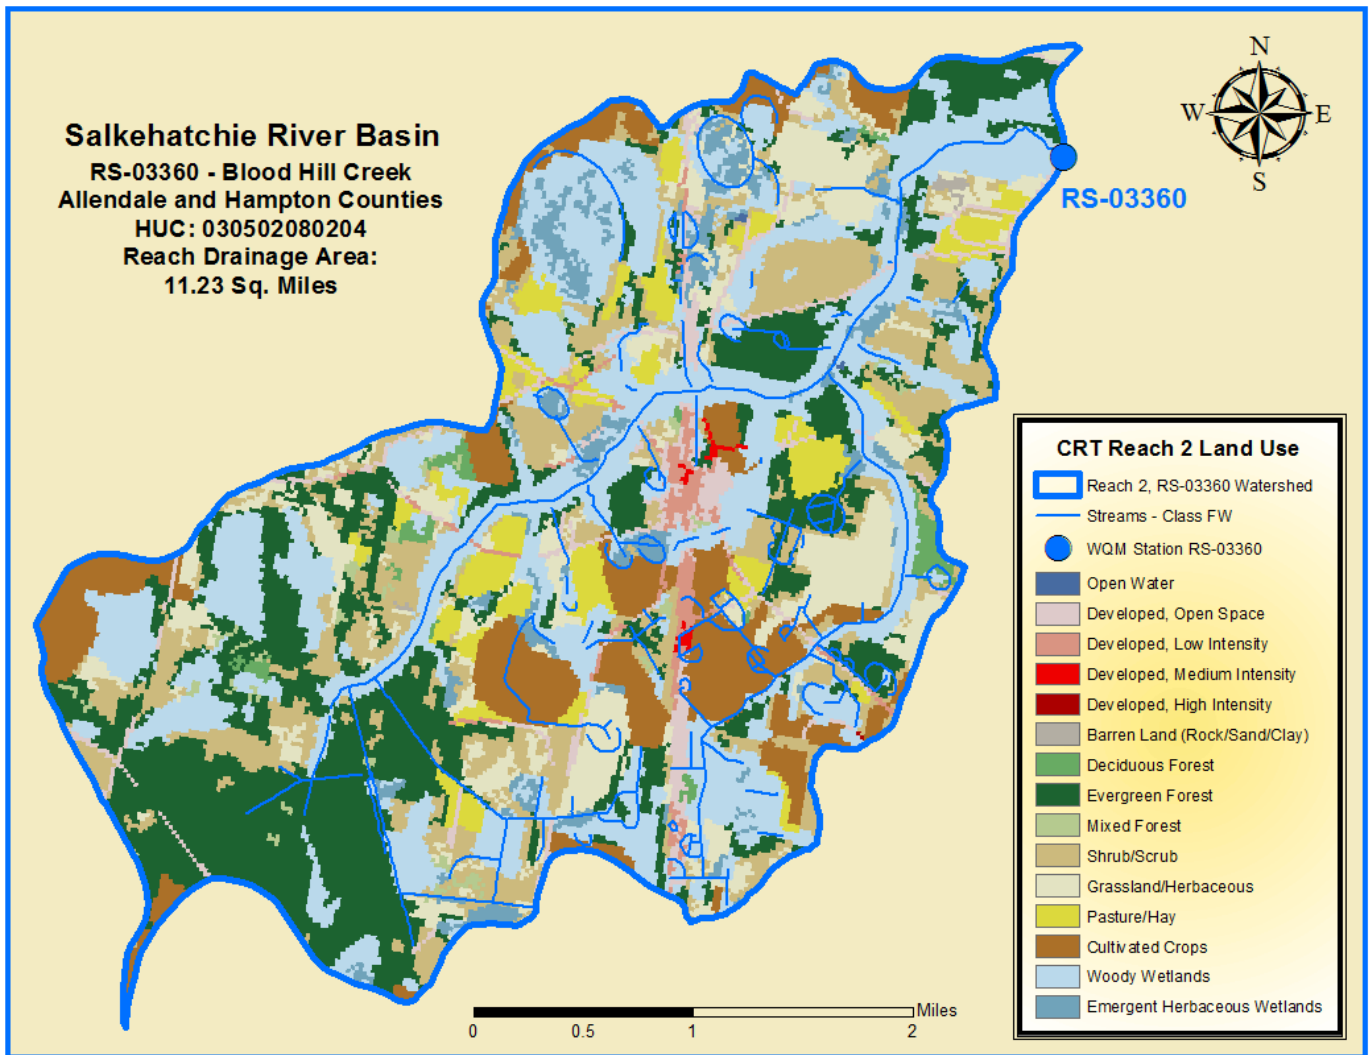 Salkehatchie River Basin
RS-03360 - Blood Hill Creek
Allendale and Hampton Counties
HUC: 030502080204
Reach Drainage Area:
11.23 Sq. Miles
N
W
E
S
RS-03360
CRT Reach 2 Land Use
Reach 2, RS-03360 Watershed
Streams - Class FW
WQM Station RS-03360
Open Water
Developed, Open Space
Developed, Low Intensity
Developed, Medium Intensity
Developed, High Intensity
Barren Land (Rock/Sand/Clay)
Deciduous Forest
Evergreen Forest
Mixed Forest
Shrub/Scrub
Grassland/Herbaceous
Pasture/Hay
Cultivated Crops
Woody Wetlands
Emergent Herbaceous Wetlands
Miles
0 0.5 1 2